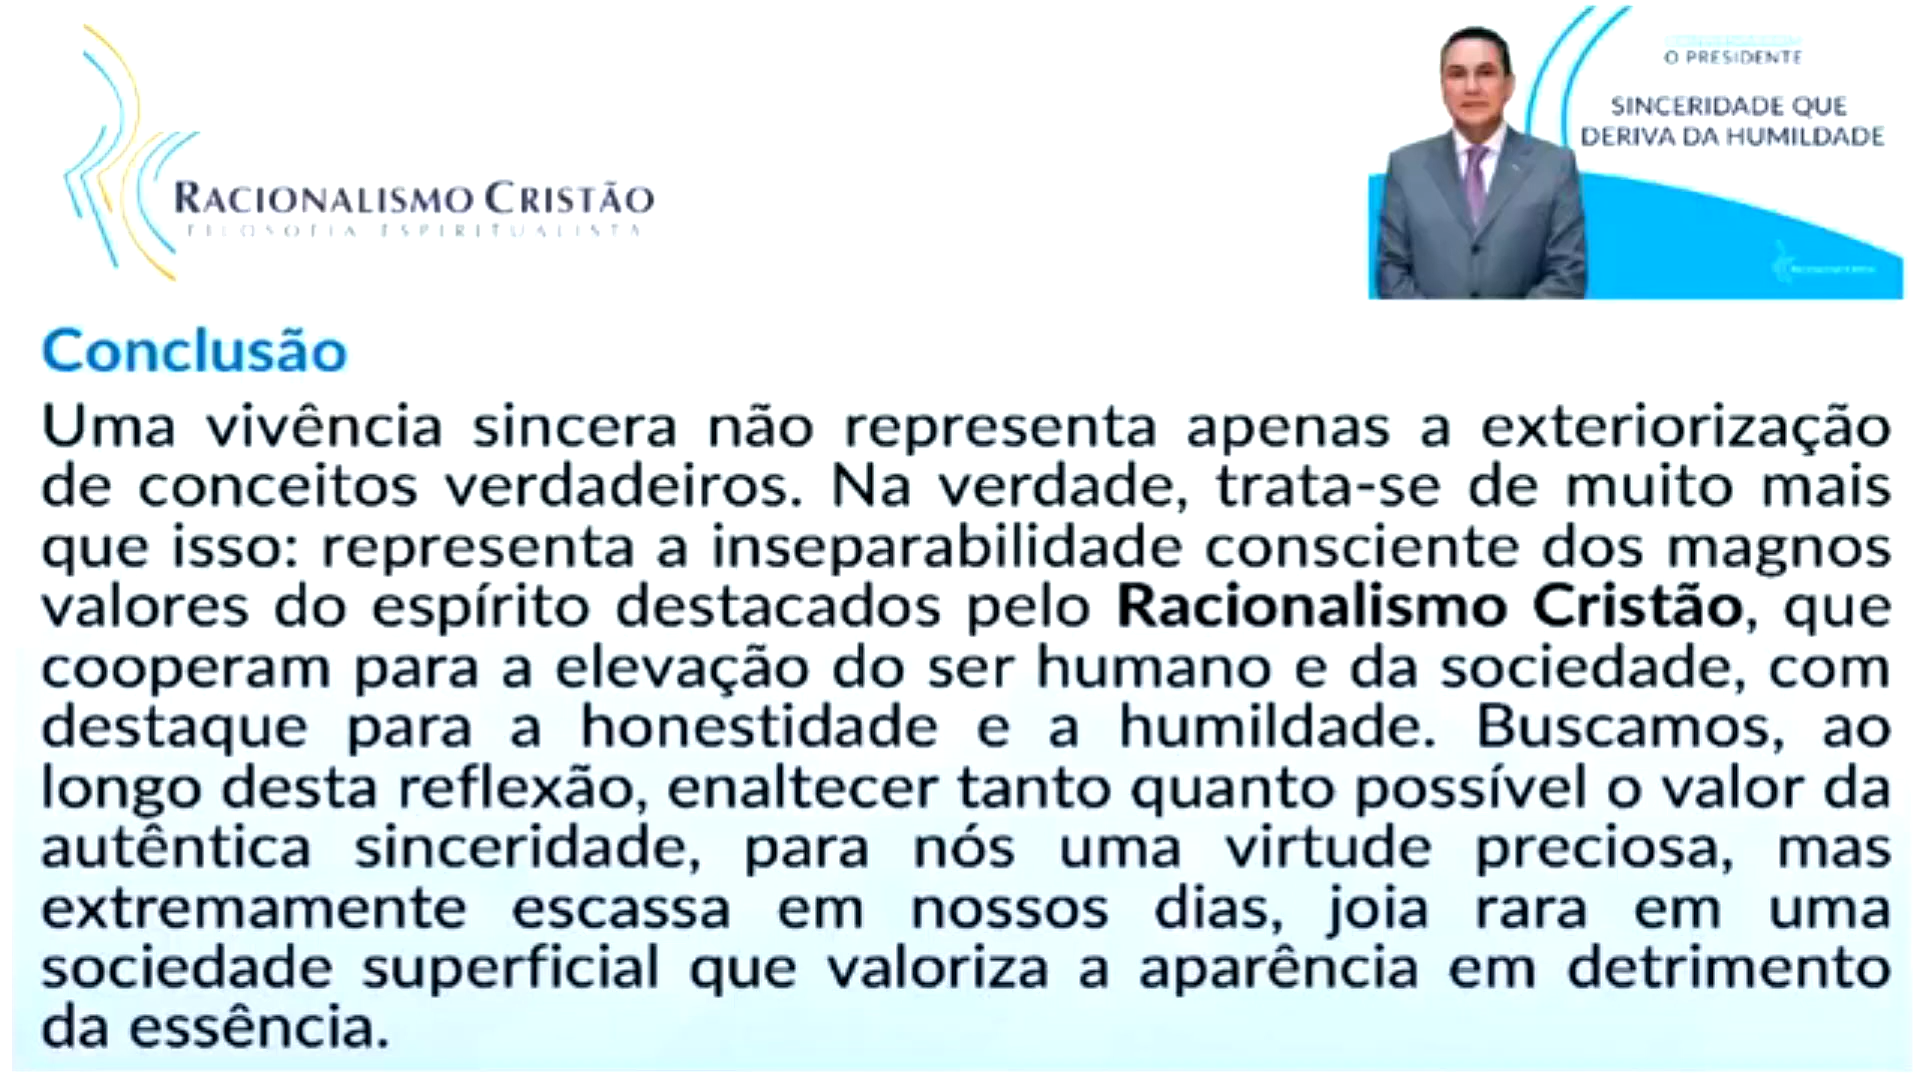 RACIONALISMO CRISTÃO
FILOSOFIA ESPIRITUALISTA
O PRESIDENTE
SINCERIDADE QUE
DERIVA DA HUMILDADE
Conclusão
Uma vivência sincera não representa apenas a exteriorização
de conceitos verdadeiros. Na verdade, trata-se de muito mais
que isso: representa a inseparabilidade consciente dos magnos
valores do espírito destacados pelo Racionalismo Cristão, que
cooperam para a elevação do ser humano e da sociedade, com
destaque para a honestidade e a humildade. Buscamos, ao
longo desta reflexão, enaltecer tanto quanto possível o valor da
autêntica sinceridade, para nós uma virtude preciosa, mas
extremamente escassa em nossos dias, joia rara em uma
sociedade superficial que valoriza a aparência em detrimento
da essência.